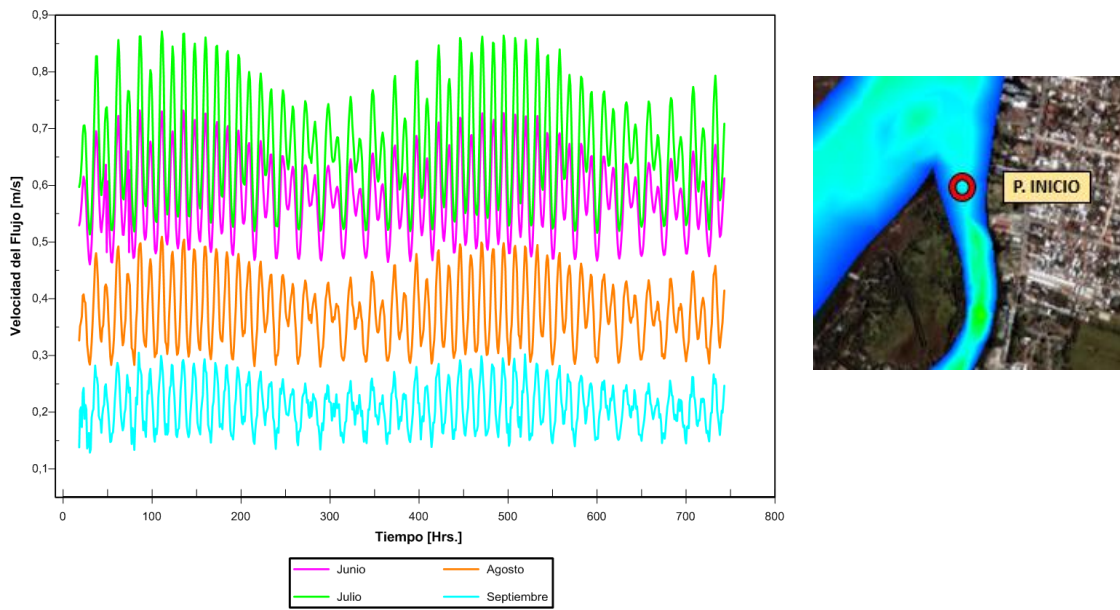 0,9
0,8
0,7
0,6
0,5
0,4
0,3
0,2
0,1
Velocidad del Flujo [m/s]
0 100 200 300 400 500 600 700 800
Tiempo [Hrs.]
Junio Agosto
Julio Septiembre
P. INICIO